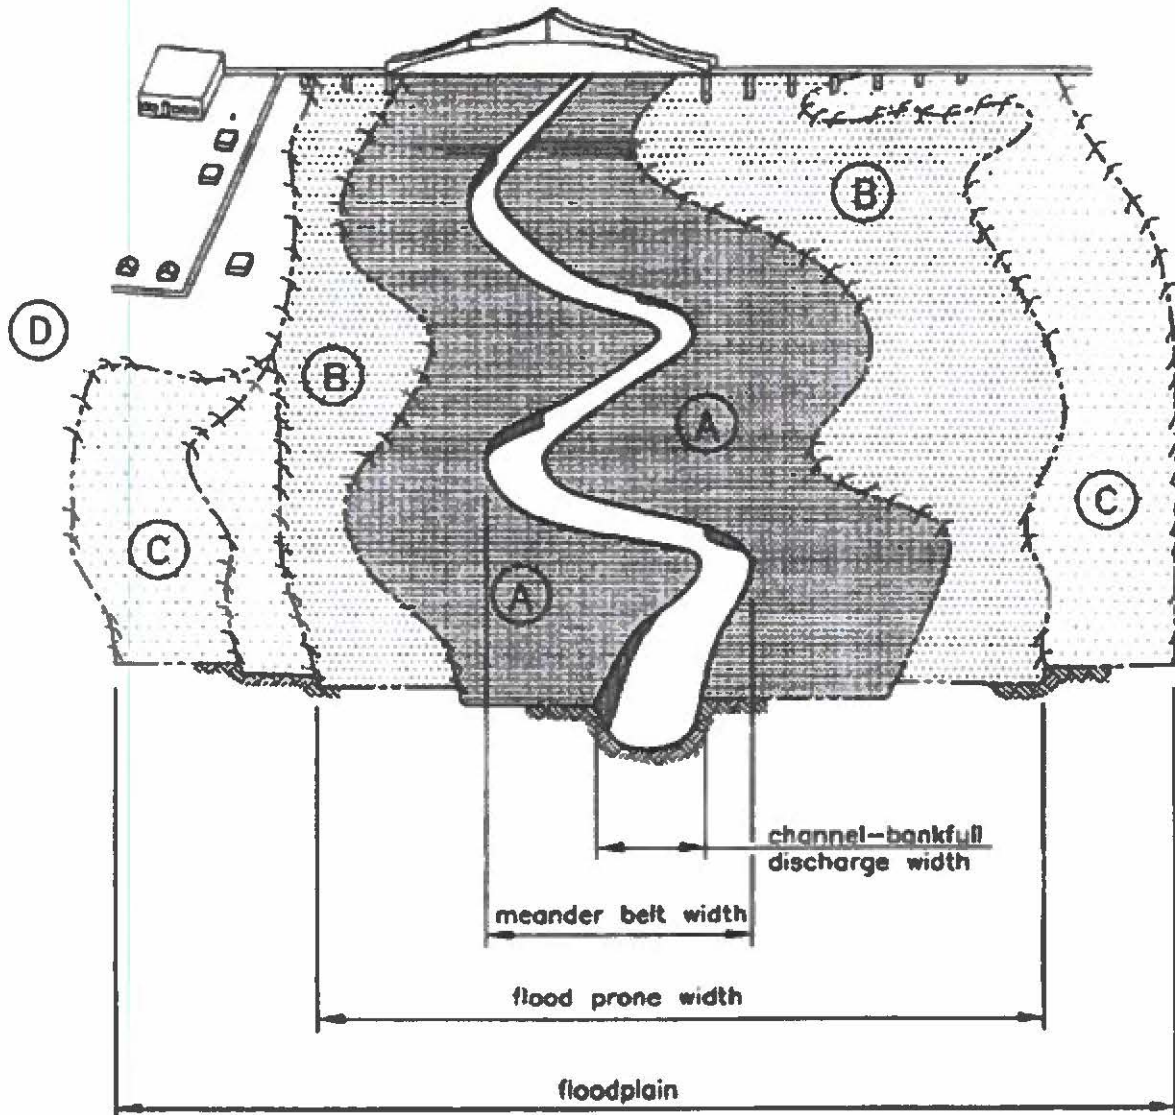 B
D
B
A
C
C
A
channel-bankfull
discharge width
meander belt width
flood prone width
floodplain